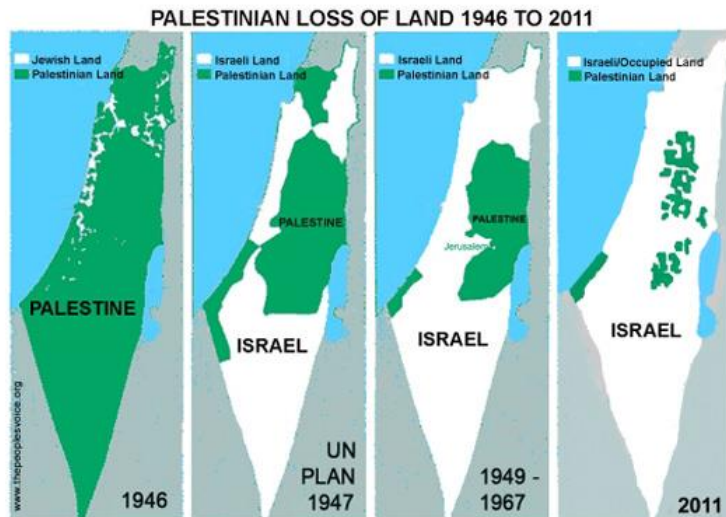 PALESTINIAN LOSS OF LAND 1946 TO 2011
Jewish Land
Palestinian Land
PALESTINE
www.thepeoplesvoice.org
1946
Israeli Land
Palestinian Land
PALESTINE
ISRAEL
UN
PLAN
1947
Israeli Land
Palestinian Land
PALESTINE
Jerusalem
ISRAEL
1949 -
1967
Israeli/Occupied Land
Palestinian Land
ISRAEL
2011